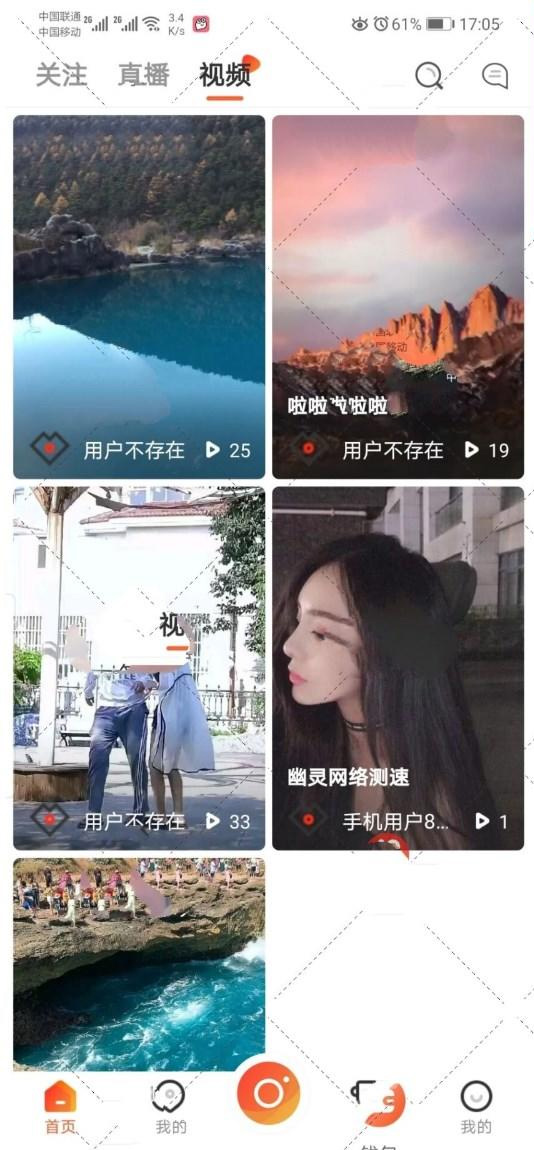 中国联通 2G 2G 3.4 61% 17:05
中国移动 K/s
关注 直播 视频
移动
中
啦啦 啦啦
用户不存在 25
用户不存在 19
视
幽灵网络测速
用户不存在 33
手机用户8... 1
首页 我的 我的